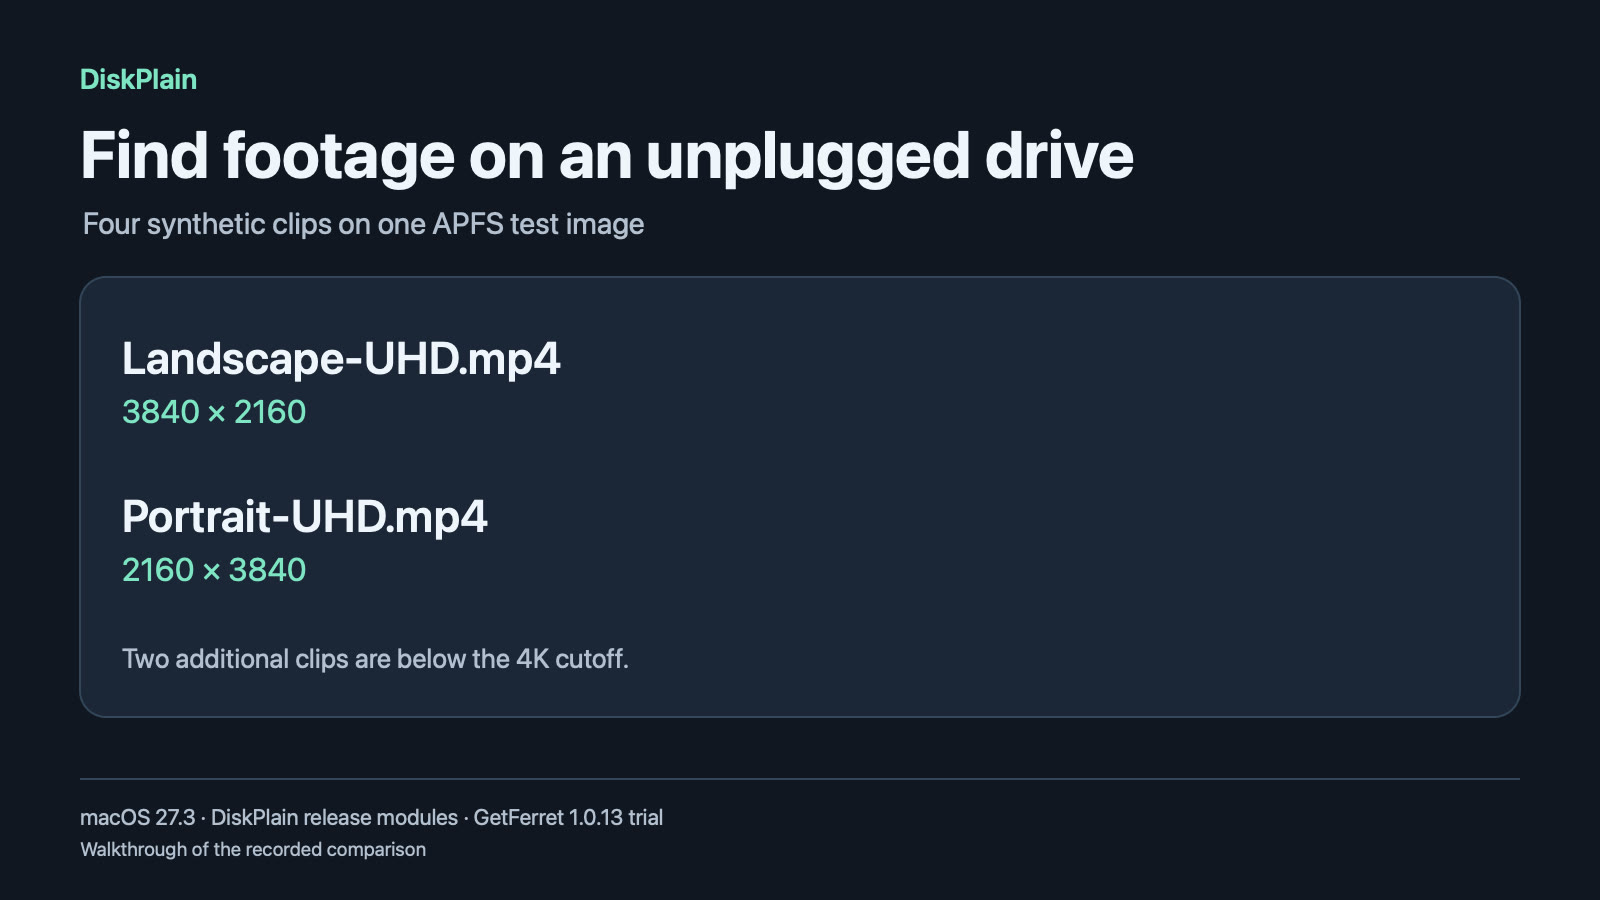 DiskPlain
Find footage on an unplugged drive
Four synthetic clips on one APFS test image
Landscape-UHD.mp4
3840 × 2160
Portrait-UHD.mp4
2160 × 3840
Two additional clips are below the 4K cutoff.
macOS 27.3 · DiskPlain release modules · GetFerret 1.0.13 trial
Walkthrough of the recorded comparison